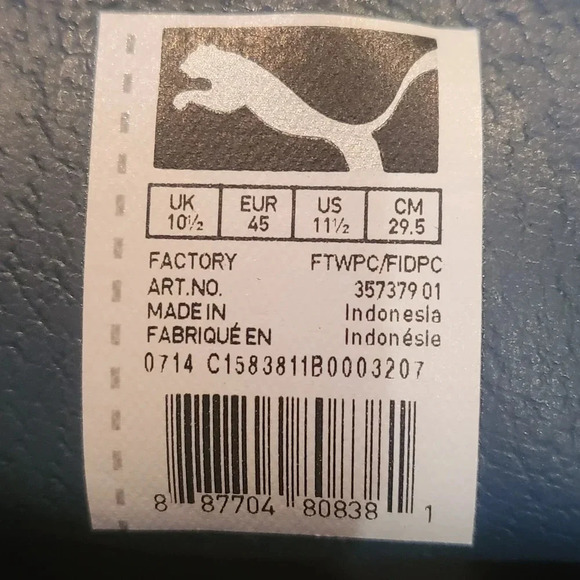 UK EUR US CM
10½ 45 11½ 29.5
FACTORY FTWPC/FIDPC
ART.NO. 357379 01
MADE IN Indonesia
FABRIQUÉ EN Indonésie
0714 C1583811B0003207
8 87704 80838 1